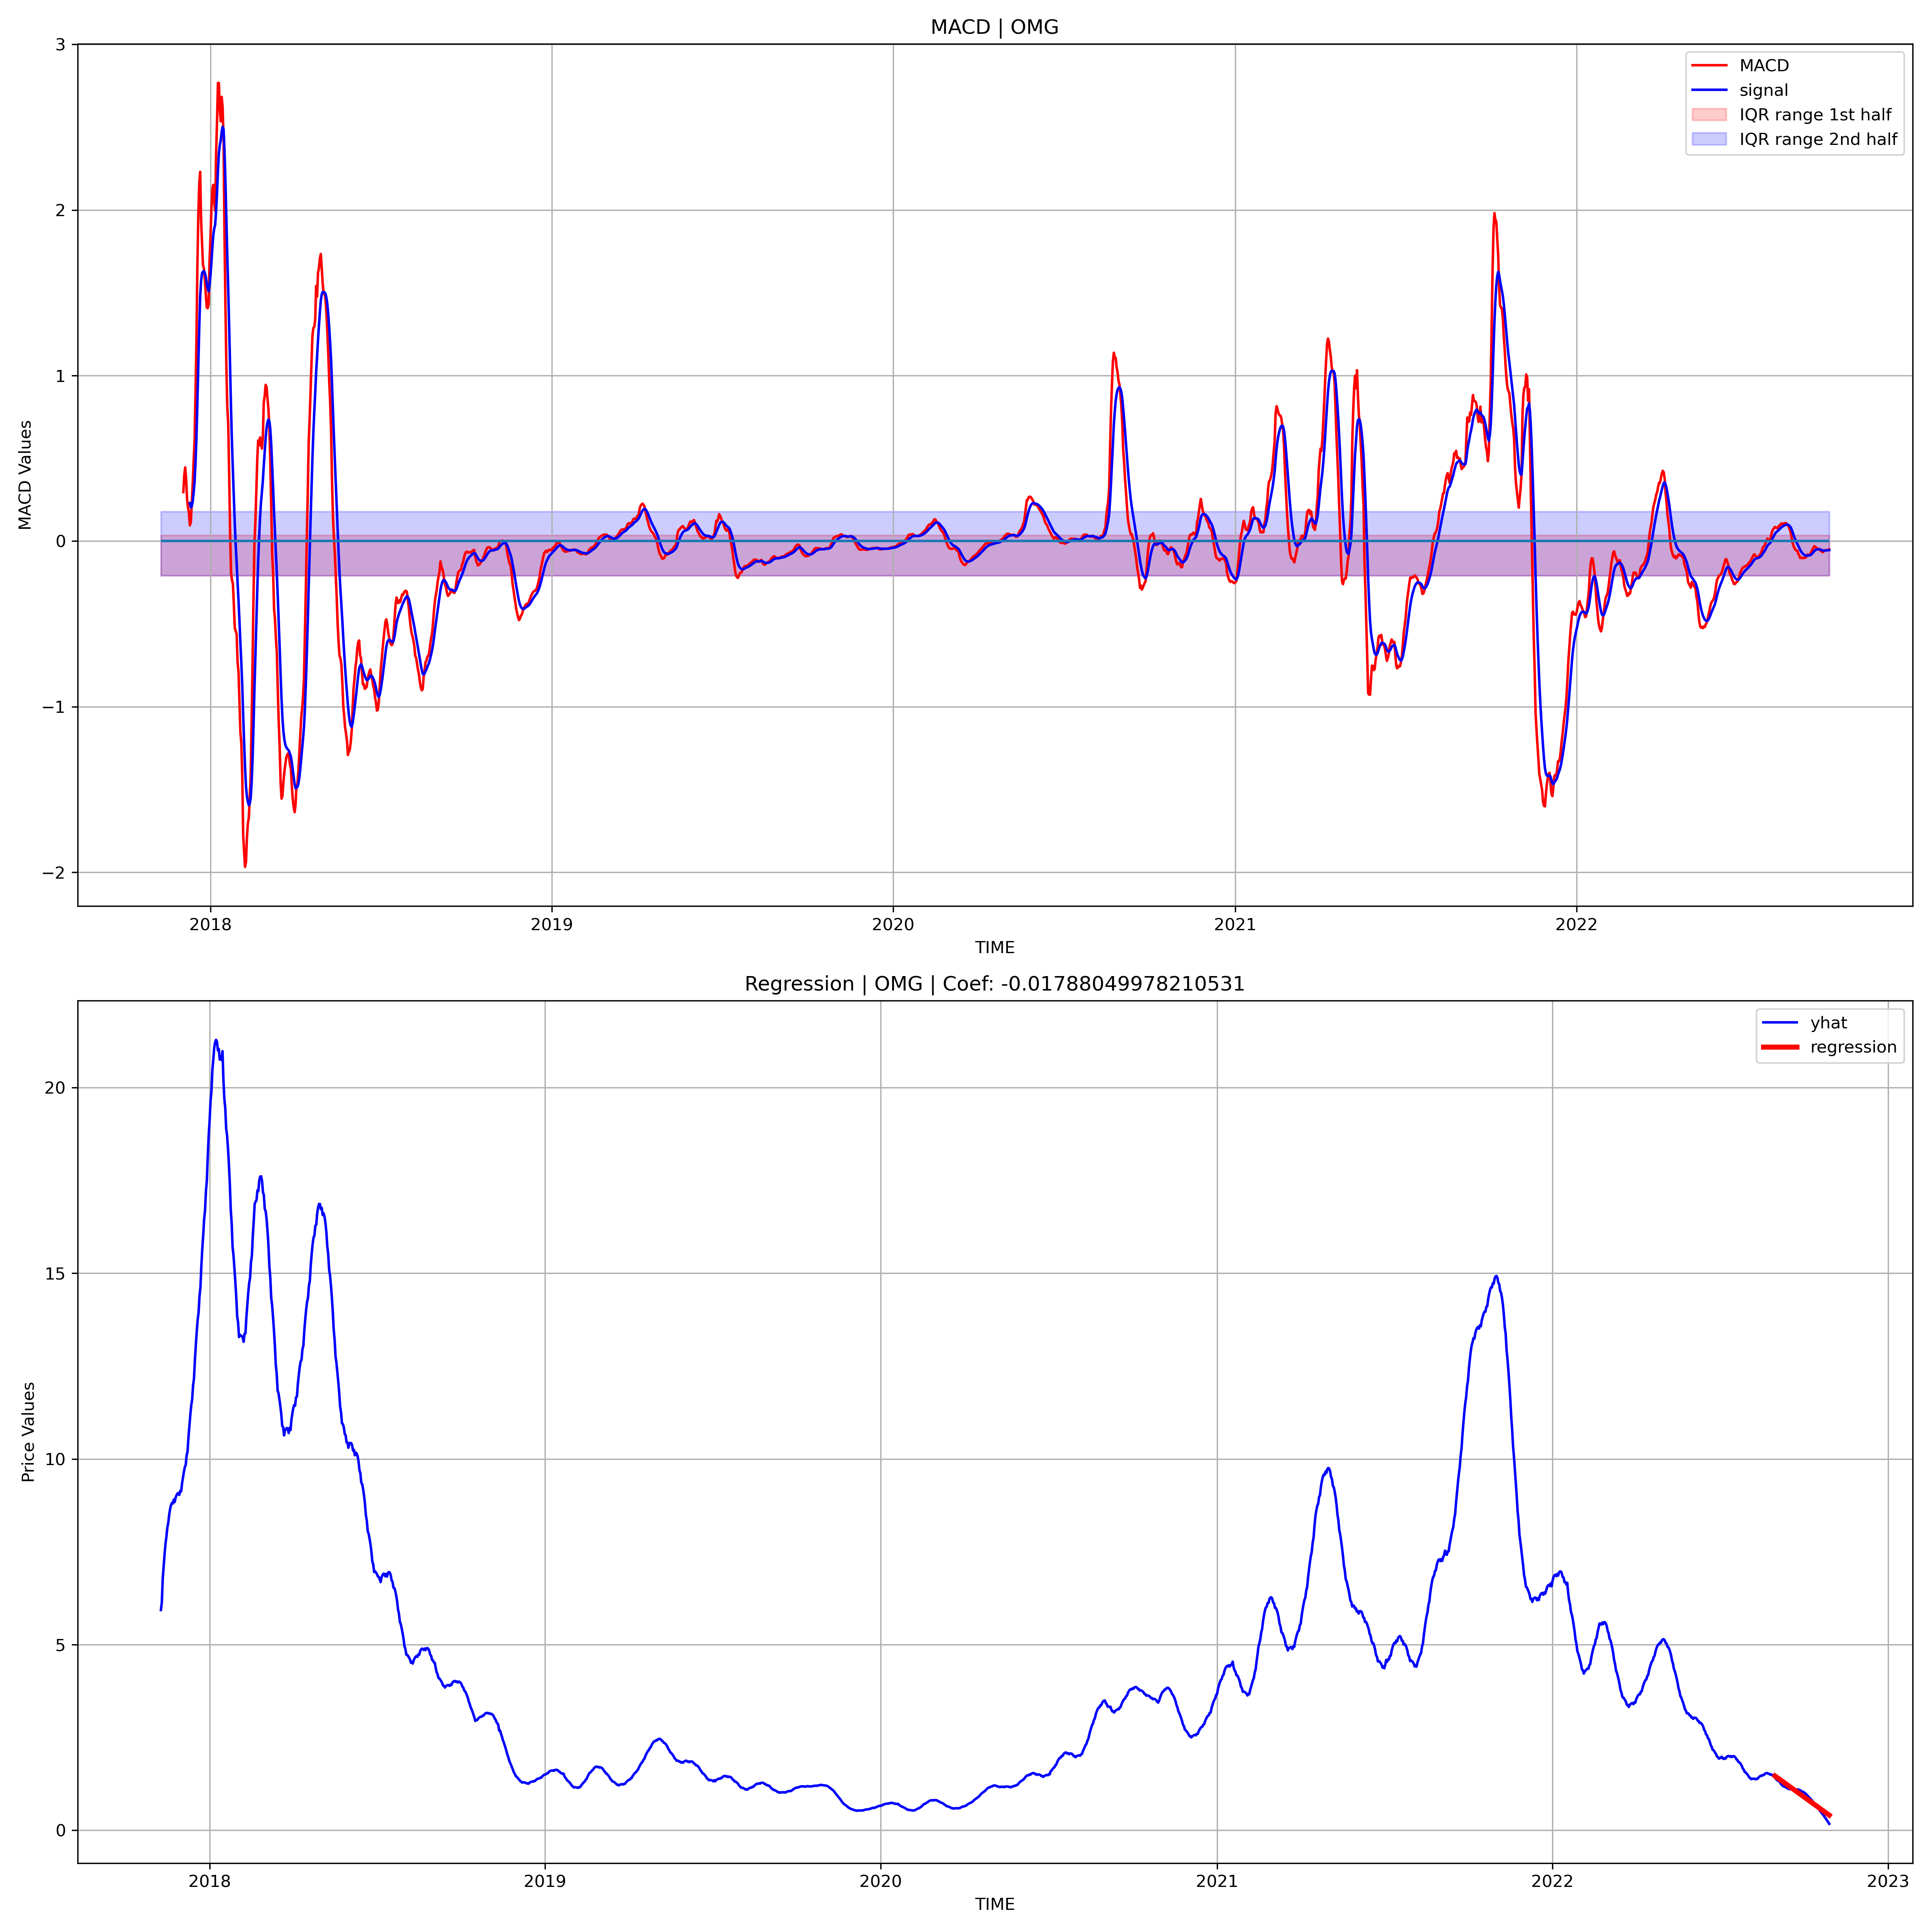 MACD | OMG
3
2
1
0
−1
−2
MACD Values
MACD
signal
IQR range 1st half
IQR range 2nd half
2018
2019
2020
2021
2022
TIME
Regression | OMG | Coef: -0.01788049978210531
20
15
10
5
0
Price Values
yhat
regression
2018
2019
2020
2021
2022
2023
TIME